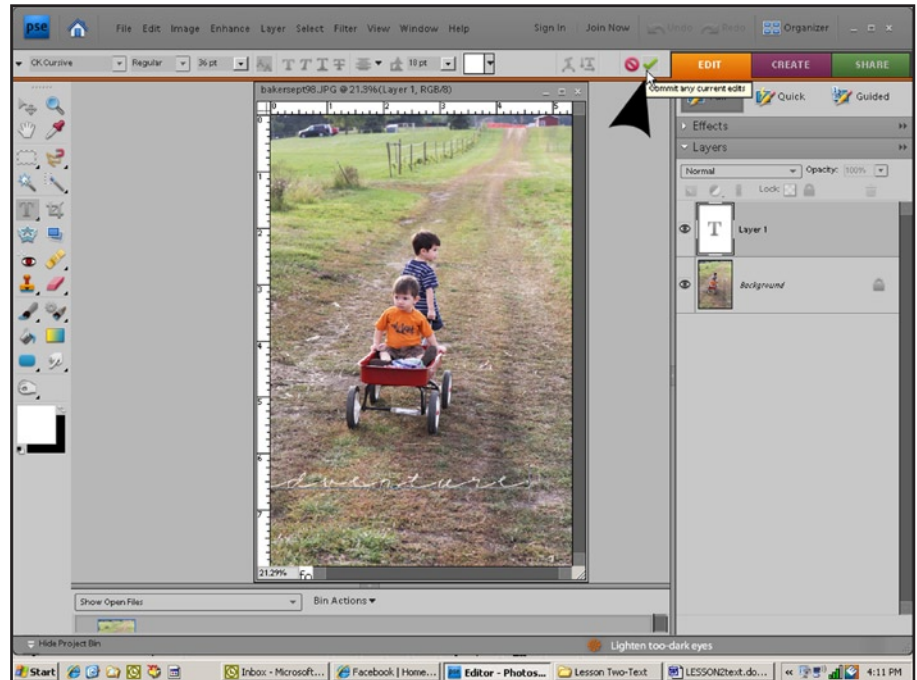 pse File Edit Image Enhance Layer Select Filter View Window Help Sign In Join Now Undo Redo Organizer
CK Cursive Regular 36 pt T T T T 18 pt EDIT CREATE SHARE
Commit any current edits
bakersept98.JPG @ 21.3%(Layer 1, RGB/8) Quick Guided
Effects
Layers
Normal Opacity: 100%
Lock:
T Layer 1
Background
dventure
21.29%
Show Open Files Bin Actions
Hide Project Bin Lighten too-dark eyes
Start Inbox - Microsoft... Facebook | Home... Editor - Photos... Lesson Two-Text LESSON2text.do... « 4:11 PM